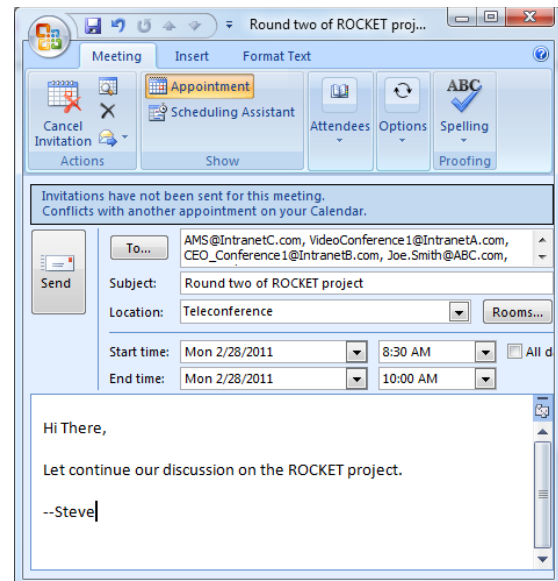 Round two of ROCKET proj...
Meeting Insert Format Text
Appointment
Scheduling Assistant
Cancel
Invitation
Attendees Options
ABC
Spelling
Actions Show Proofing
Invitations have not been sent for this meeting.
Conflicts with another appointment on your Calendar.
Send
To... AMS@IntranetC.com, VideoConference1@IntranetA.com,
CEO_Conference1@IntranetB.com, Joe.Smith@ABC.com,
Subject: Round two of ROCKET project
Location: Teleconference Rooms...
Start time: Mon 2/28/2011 8:30 AM All d
End time: Mon 2/28/2011 10:00 AM
Hi There,
Let continue our discussion on the ROCKET project.
--Steve